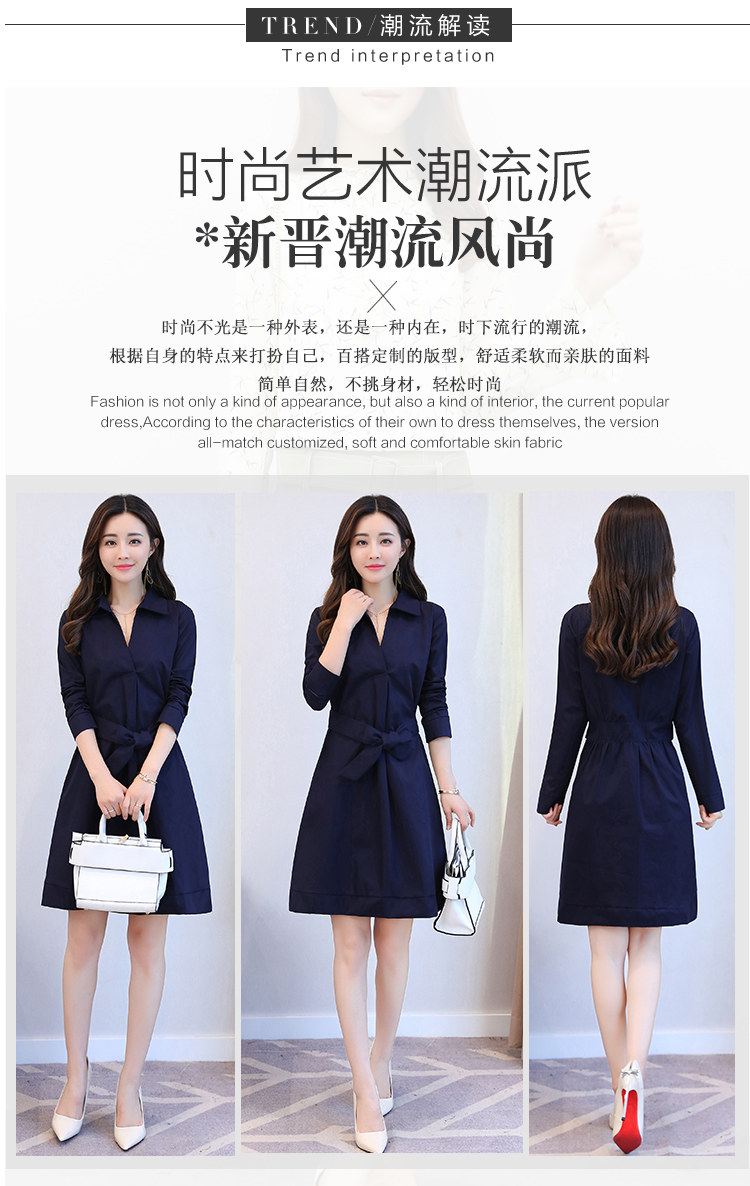 TREND/潮流解读
Trend interpretation
时尚艺术潮流派
*新晋潮流风尚
时尚不光是一种外表，还是一种内在，时下流行的潮流，
根据自身的特点来打扮自己，百搭定制的版型，舒适柔软而亲肤的面料
简单自然，不挑身材，轻松时尚
Fashion is not only a kind of appearance, but also a kind of interior, the current popular
dress,According to the characteristics of their own to dress themselves, the version
all-match customized, soft and comfortable skin fabric